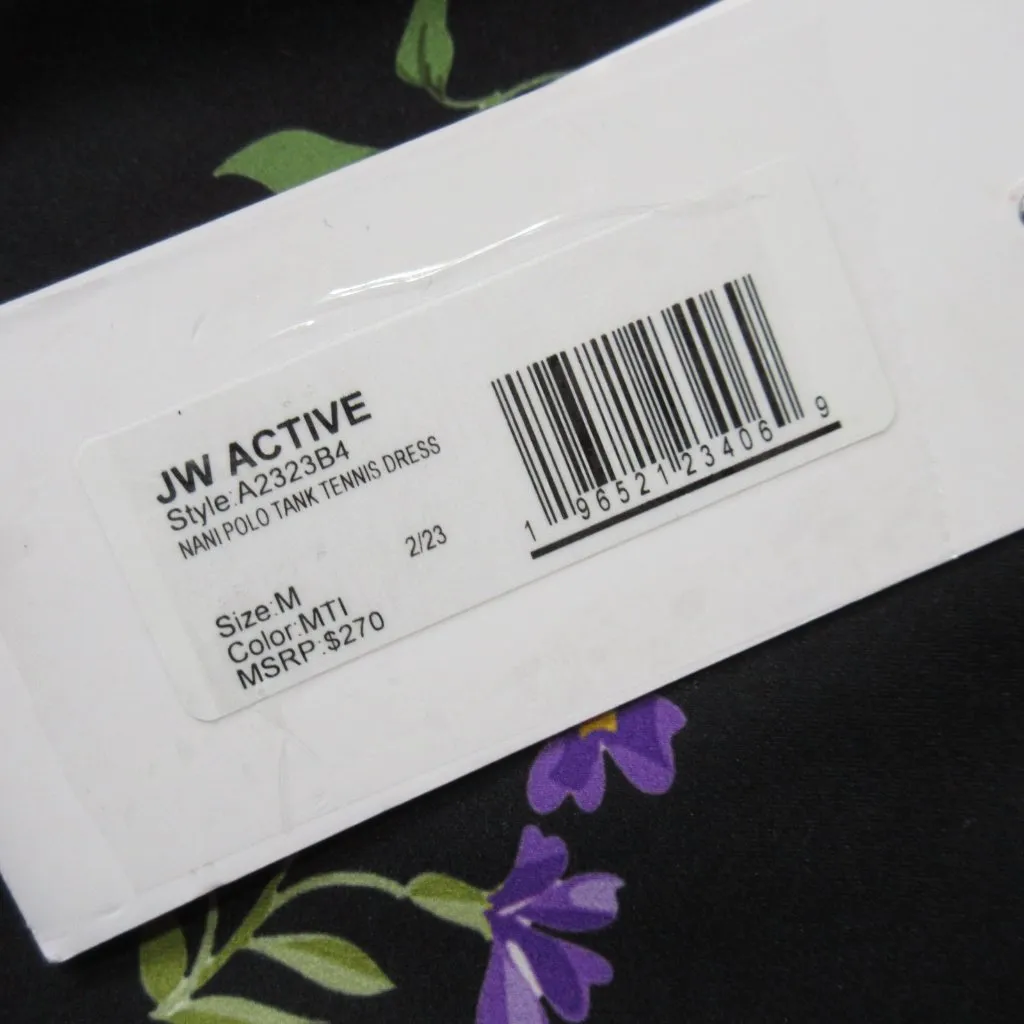 JW ACTIVE
Style:A2323B4
NANI POLO TANK TENNIS DRESS
2/23
Size:M
Color:MTI
MSRP:$270
1 96521 23406 9